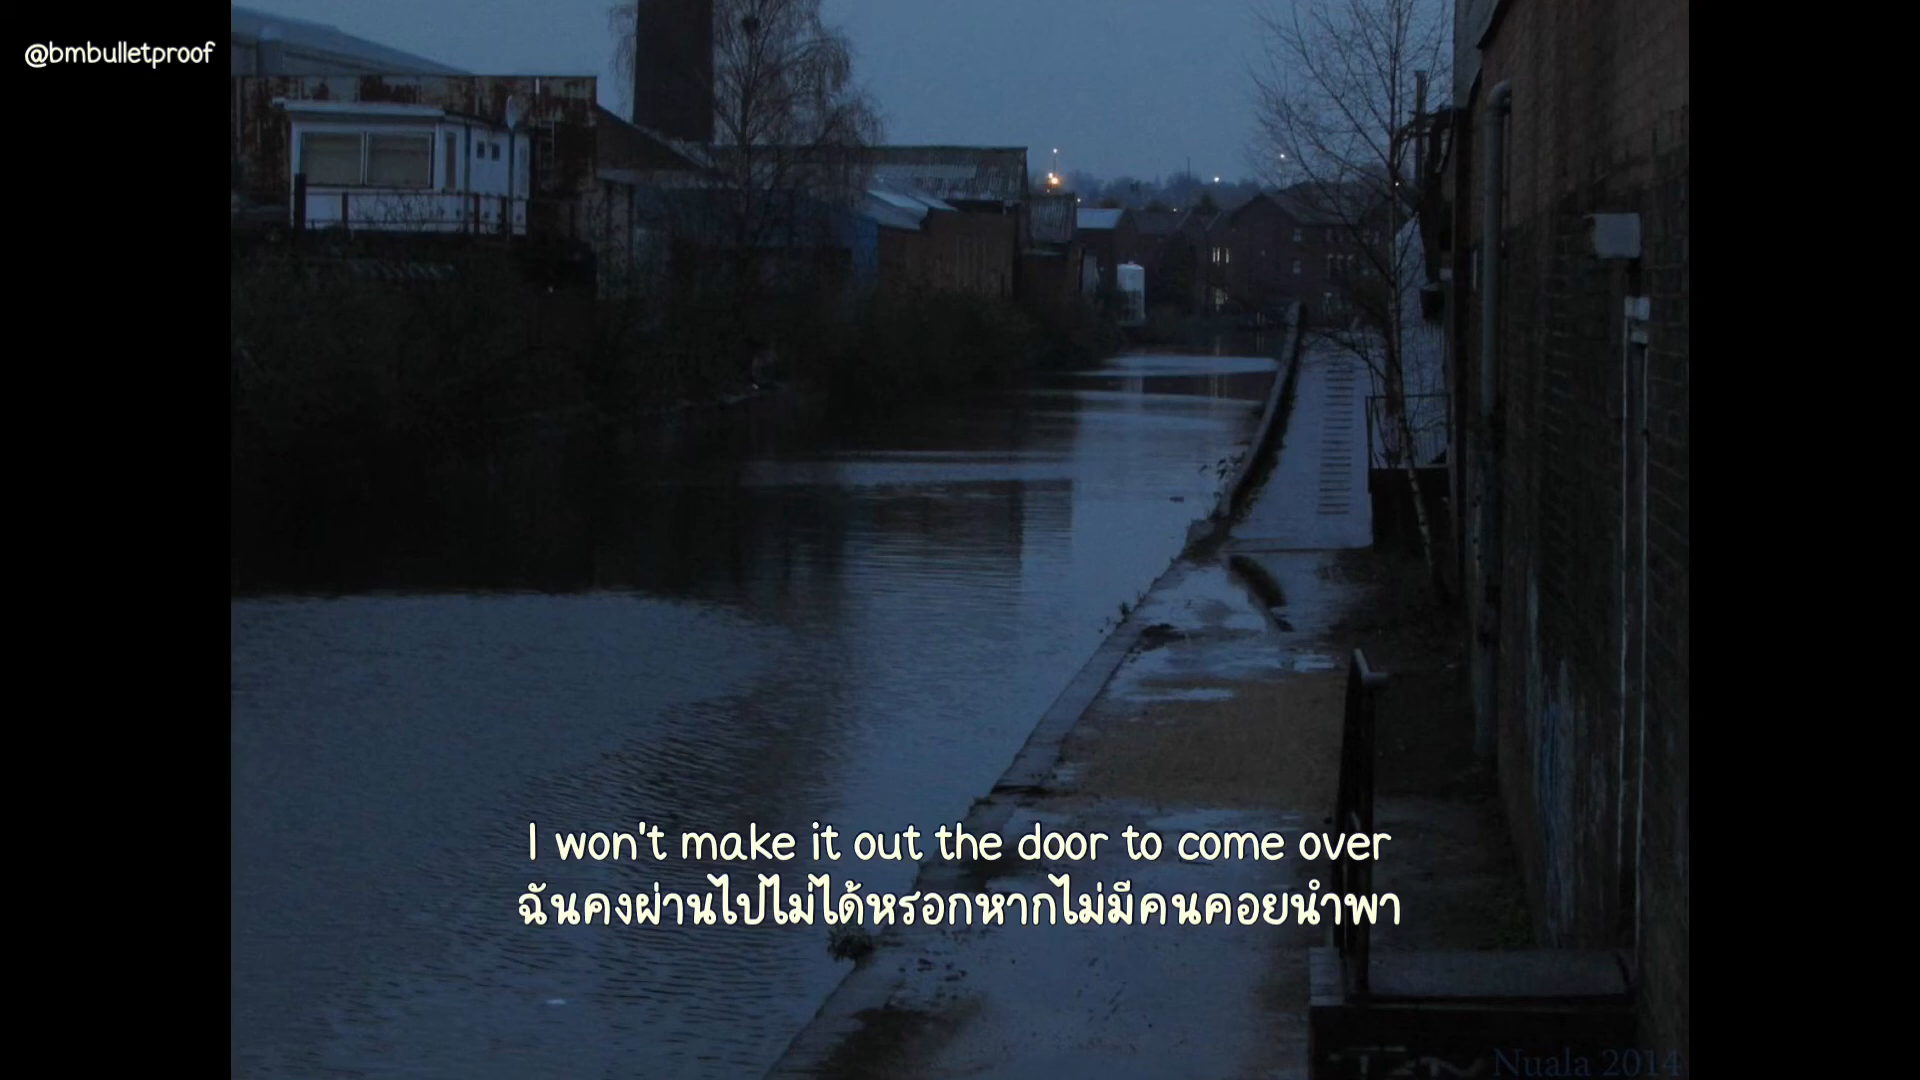 @bmbulletproof
I won't make it out the door to come over
ฉันคงผ่านไปไม่ได้หรอกหากไม่มีคนคอยนำพา
Nuala 2014